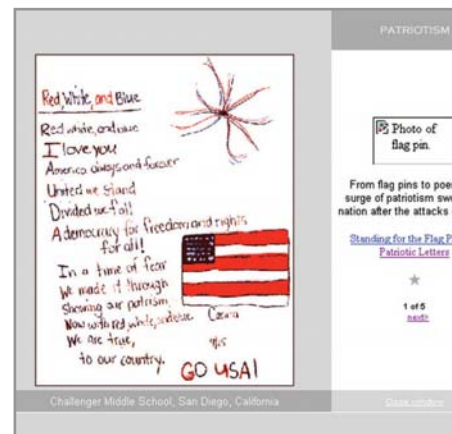 PATRIOTISM
Red, White, and Blue
Red white, and blue
I love you
America always and forever
United we stand
Divided we fall
A democracy for freedom and rights
for all!
In a time of fear
We made it through
Showing our patrism
Now with red, white, and blue
We are true,
to our country.
GO USA!
Challenger Middle School, San Diego, California
Photo of
flag pin.
From flag pins to poe
surge of patriotism sw
nation after the attacks
Standing for the Flag P
Patriotic Letters
1 of 5
next>
Close window